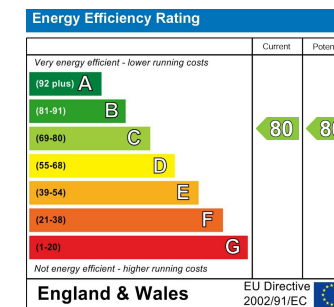 Energy Efficiency Rating
Current Poten
Very energy efficient - lower running costs
(92 plus) A
(81-91) B
(69-80) C 80 80
(55-68) D
(39-54) E
(21-38) F
(1-20) G
Not energy efficient - higher running costs
England & Wales EU Directive
2002/91/EC